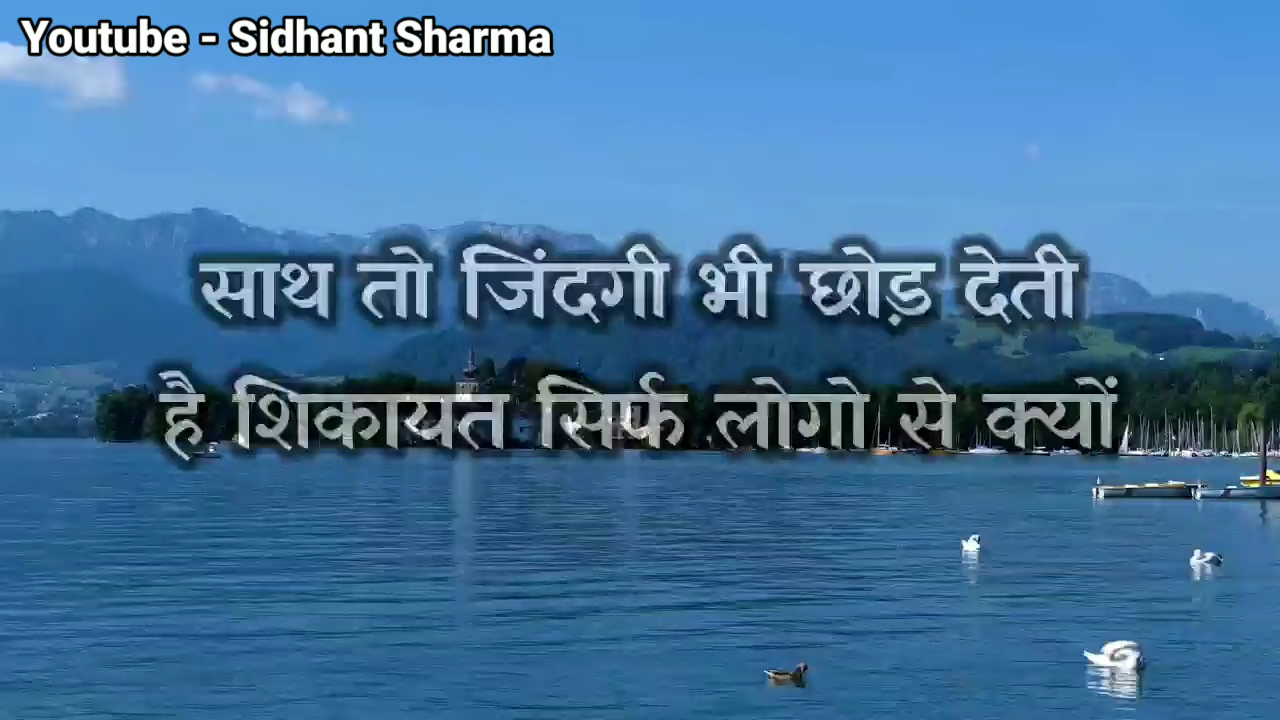 Youtube - Sidhant Sharma
साथ तो जिंदगी भी छोड़ देती
है शिकायत सिर्फ लोगो से क्यों